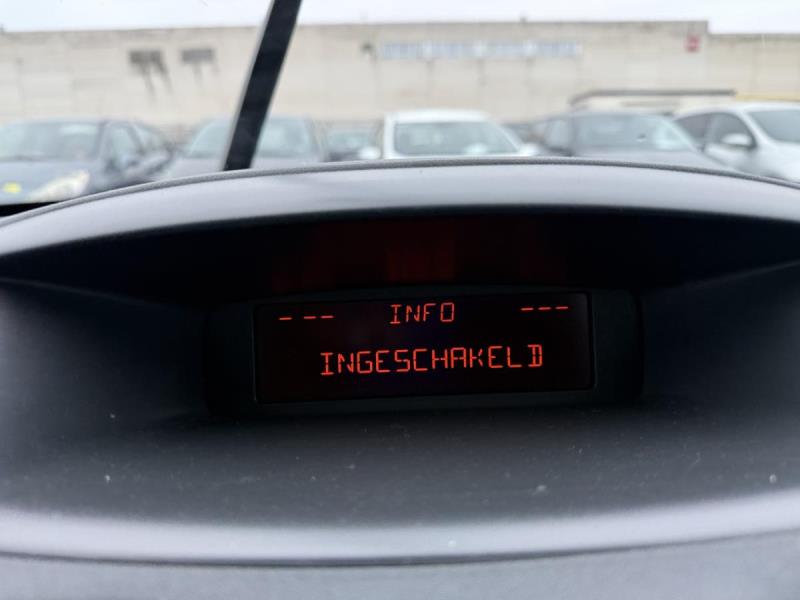 --- INFO ---
INGESCHAKELD